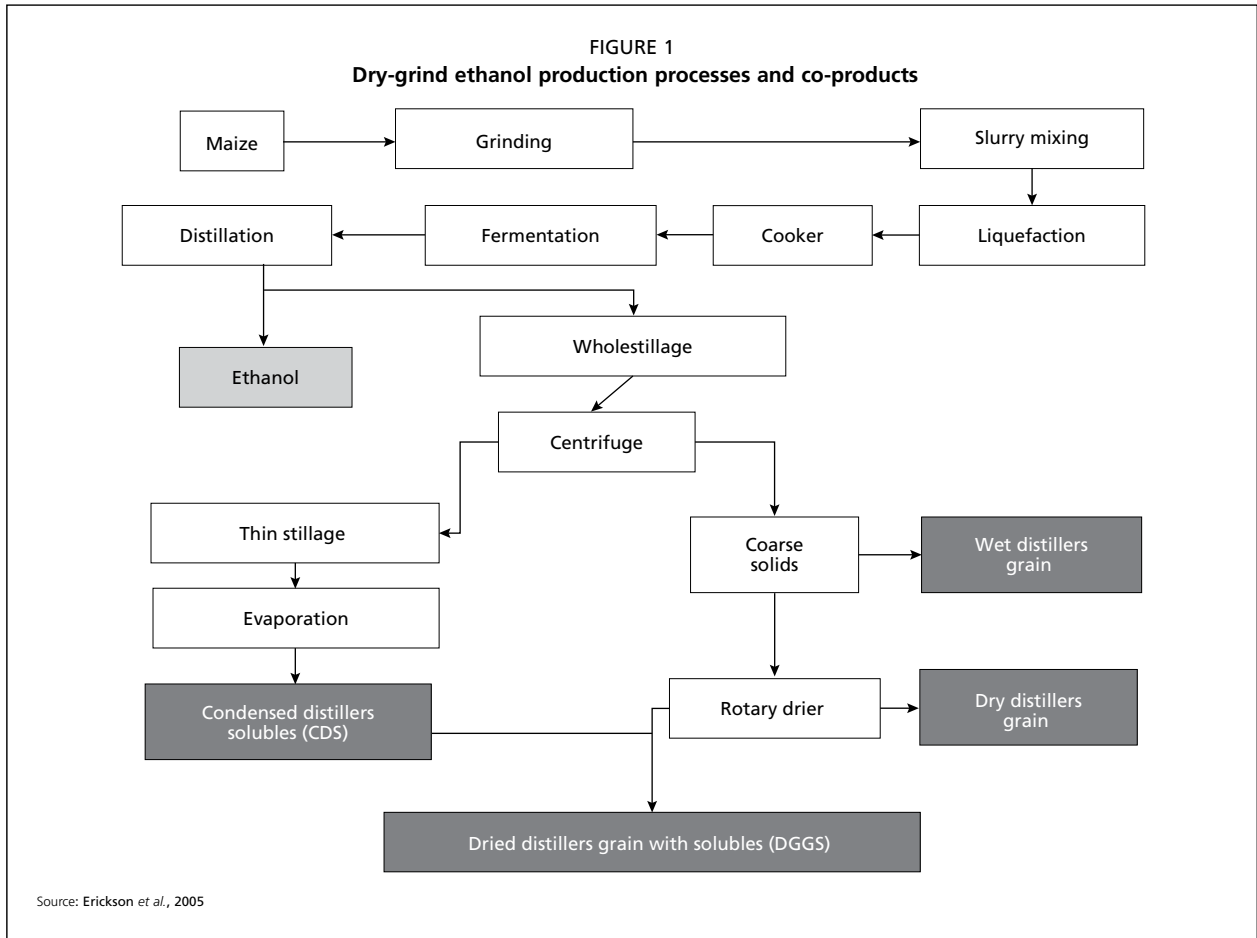 FIGURE 1
Dry-grind ethanol production processes and co-products
Maize
Grinding
Slurry mixing
Distillation
Fermentation
Cooker
Liquefaction
Wholestillage
Ethanol
Centrifuge
Thin stillage
Coarse
solids
Wet distillers
grain
Evaporation
Condensed distillers
solubles (CDS)
Rotary drier
Dry distillers
grain
Dried distillers grain with solubles (DGGS)
Source: Erickson et al., 2005